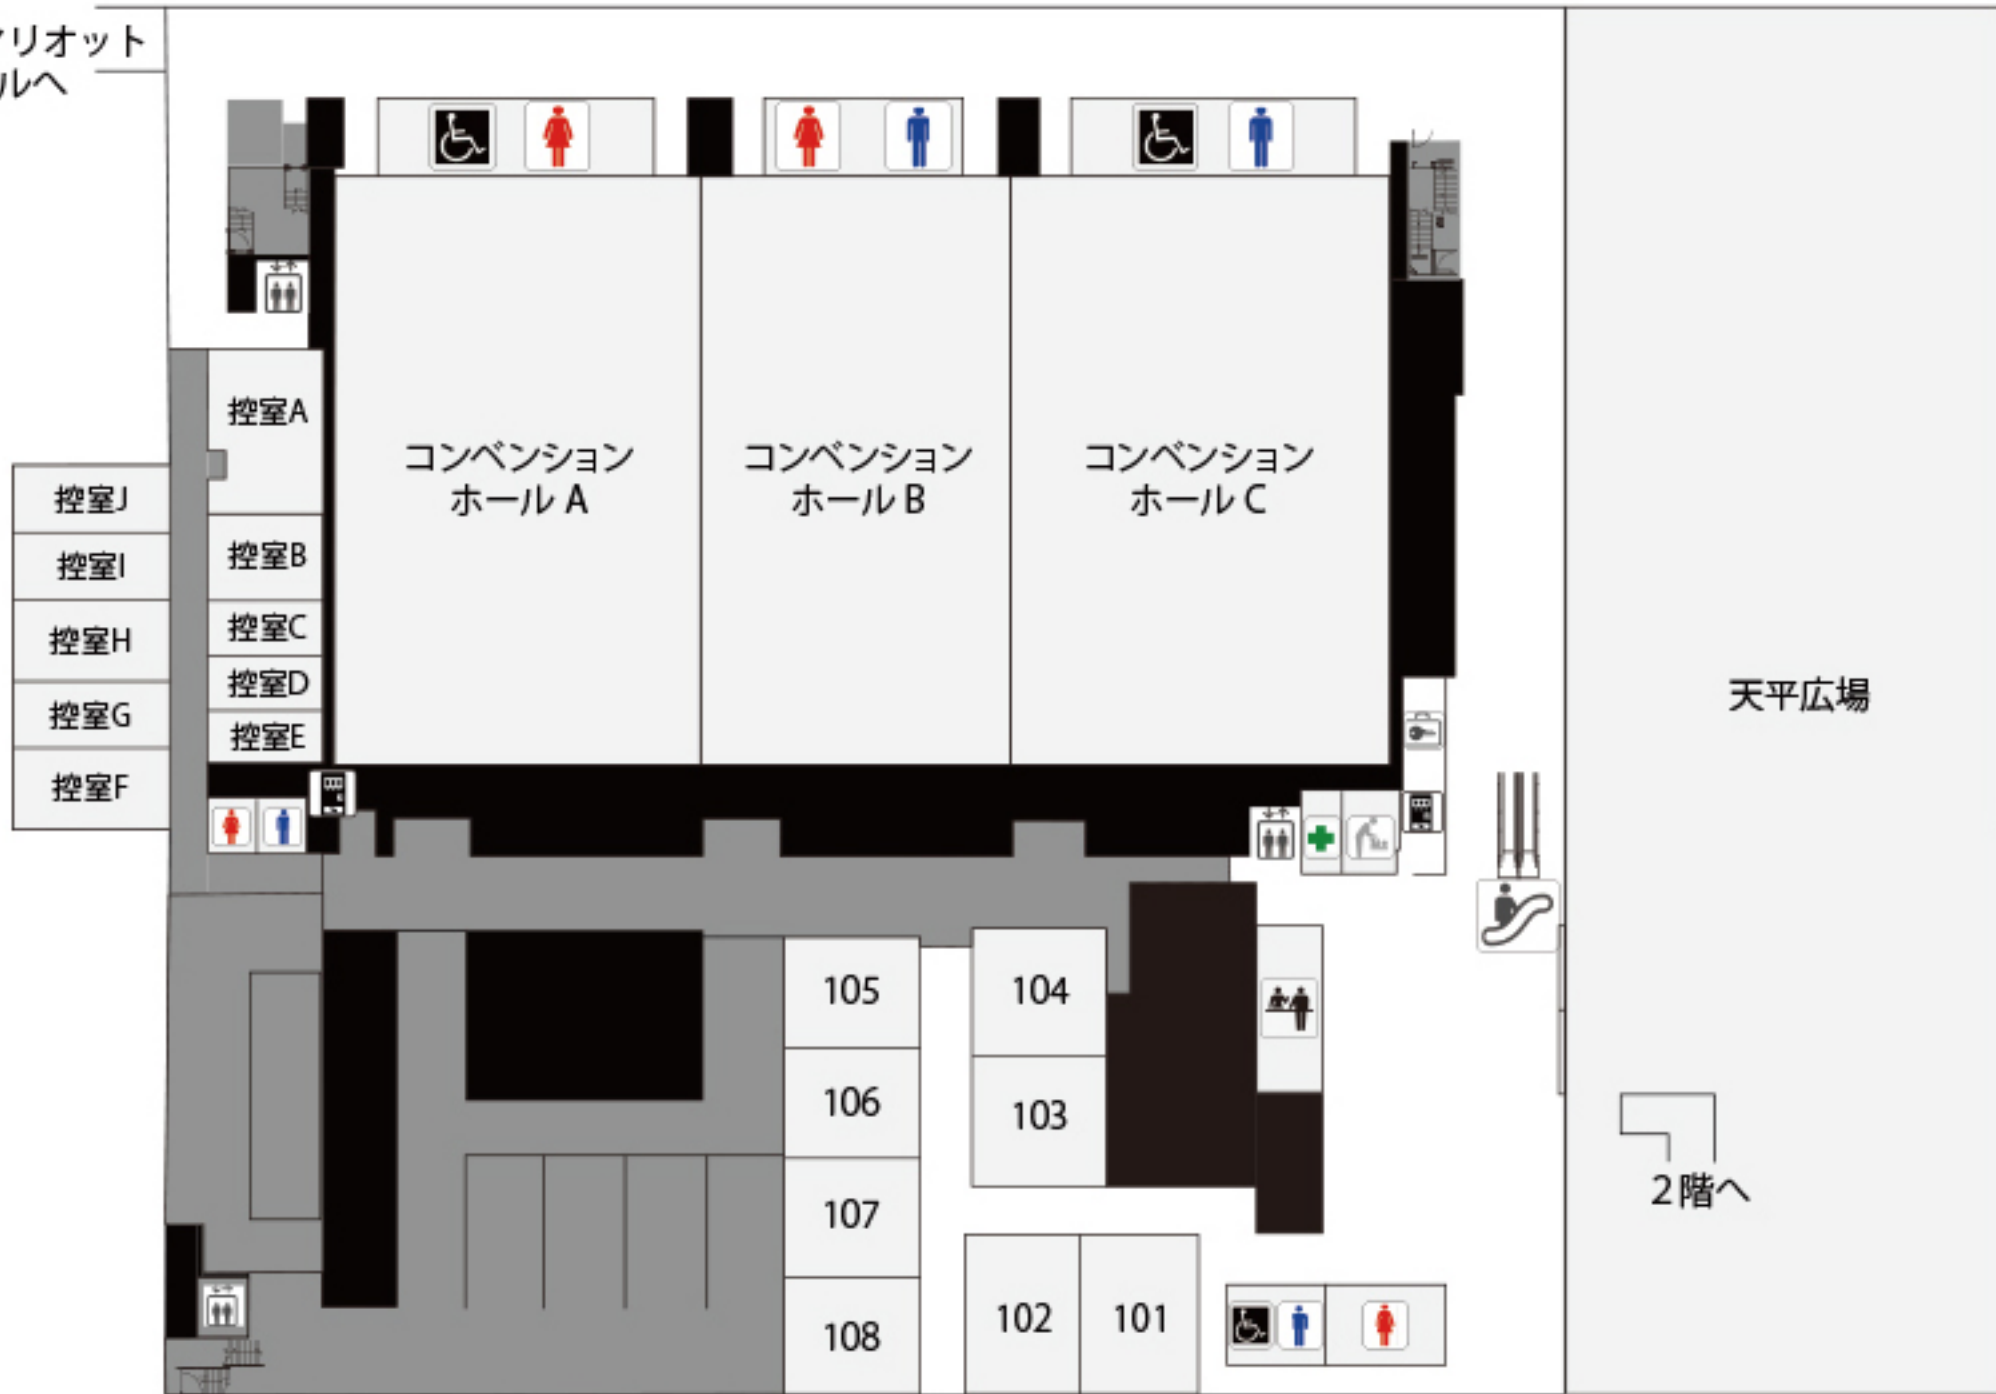 リオット
ルへ
控室A
コンベンション
ホール A
コンベンション
ホール B
コンベンション
ホール C
控室J
控室I
控室H
控室G
控室F
控室B
控室C
控室D
控室E
天平広場
105
106
107
108
104
103
102
101
2階へ